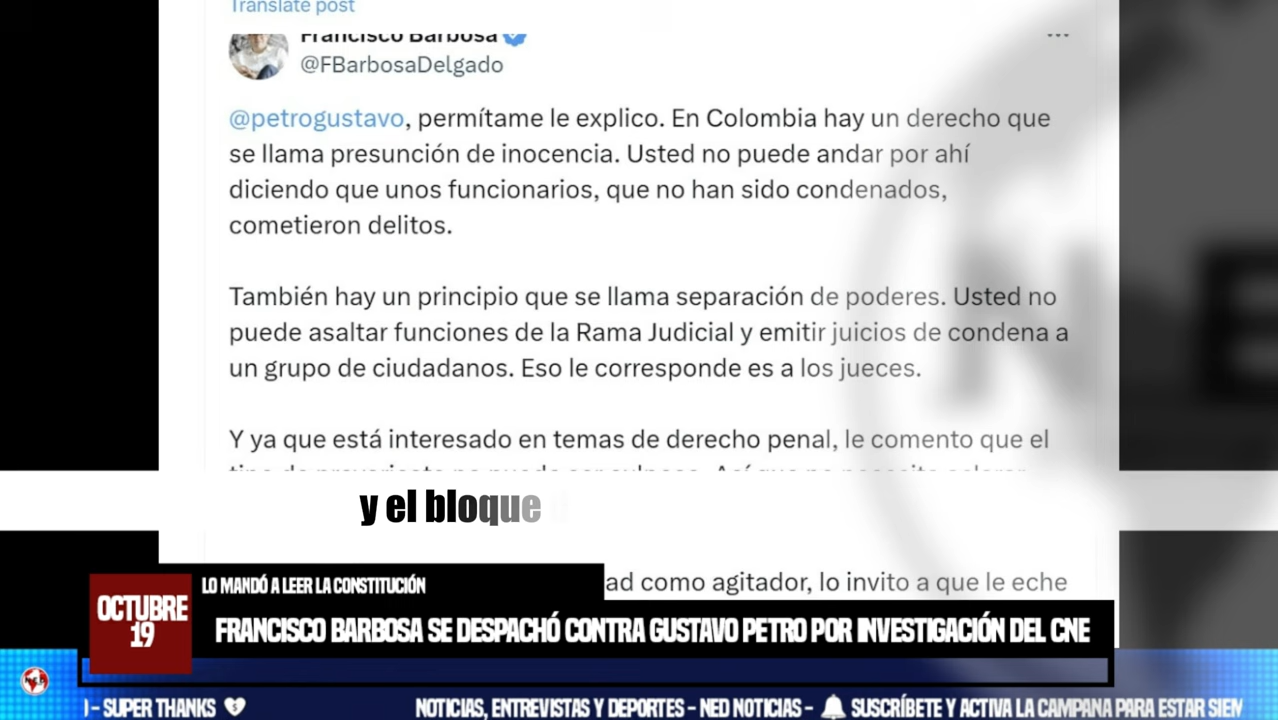 Translate post
Francisco Barbosa
@FBarbosaDelgado
@petrogustavo, permítame le explico. En Colombia hay un derecho que
se llama presunción de inocencia. Usted no puede andar por ahí
diciendo que unos funcionarios, que no han sido condenados,
cometieron delitos.
También hay un principio que se llama separación de poderes. Usted no
puede asaltar funciones de la Rama Judicial y emitir juicios de condena a
un grupo de ciudadanos. Eso le corresponde es a los jueces.
Y ya que está interesado en temas de derecho penal, le comento que el
y el bloque
ad como agitador, lo invito a que le eche
LO MANDÓ A LEER LA CONSTITUCIÓN
OCTUBRE
19
FRANCISCO BARBOSA SE DESPACHÓ CONTRA GUSTAVO PETRO POR INVESTIGACIÓN DEL CNE
) - SUPER THANKS
NOTICIAS, ENTREVISTAS Y DEPORTES - NED NOTICIAS -
SUSCRÍBETE Y ACTIVA LA CAMPANA PARA ESTAR SIEM